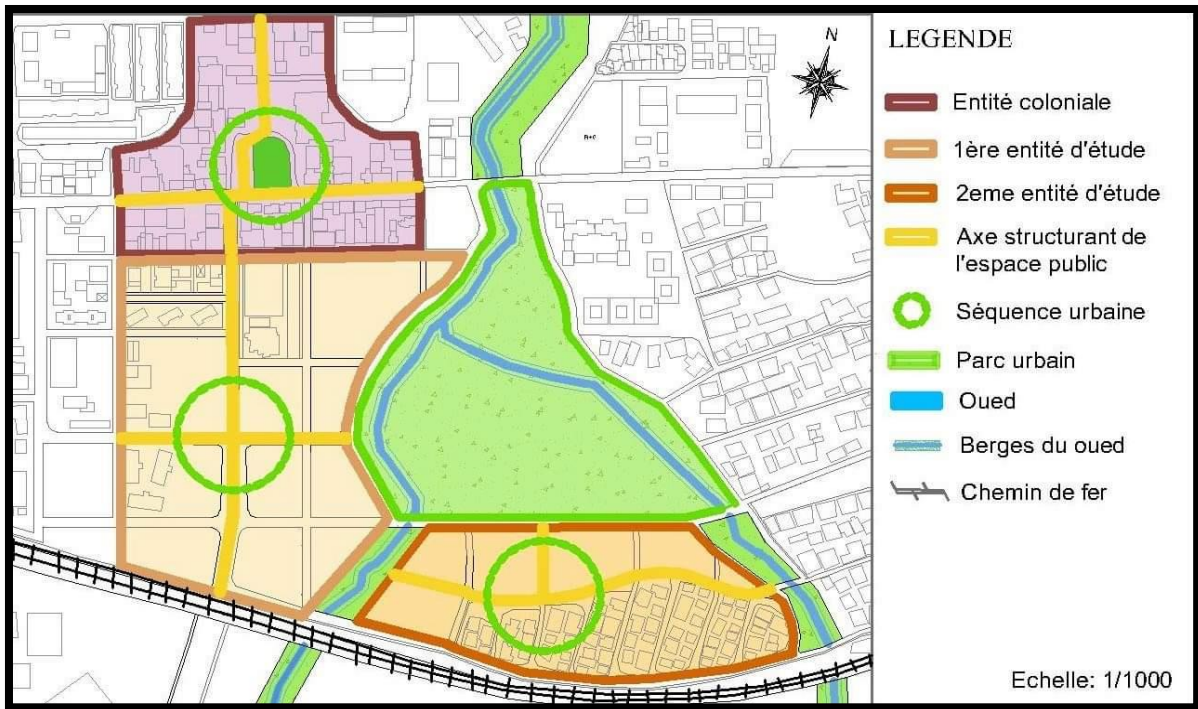 N
LEGENDE
Entité coloniale
1ère entité d'étude
2eme entité d'étude
Axe structurant de
l'espace public
Séquence urbaine
Parc urbain
Oued
Berges du oued
Chemin de fer
Echelle: 1/1000